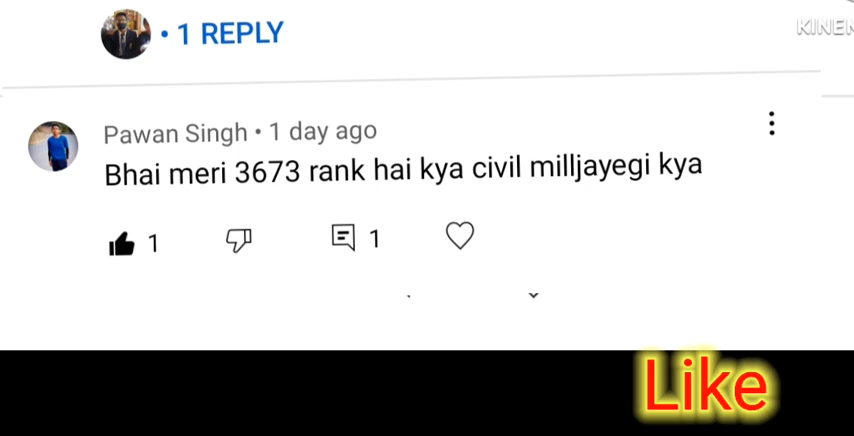 • 1 REPLY
KINE
Pawan Singh • 1 day ago
Bhai meri 3673 rank hai kya civil milljayegi kya
1
1
Like